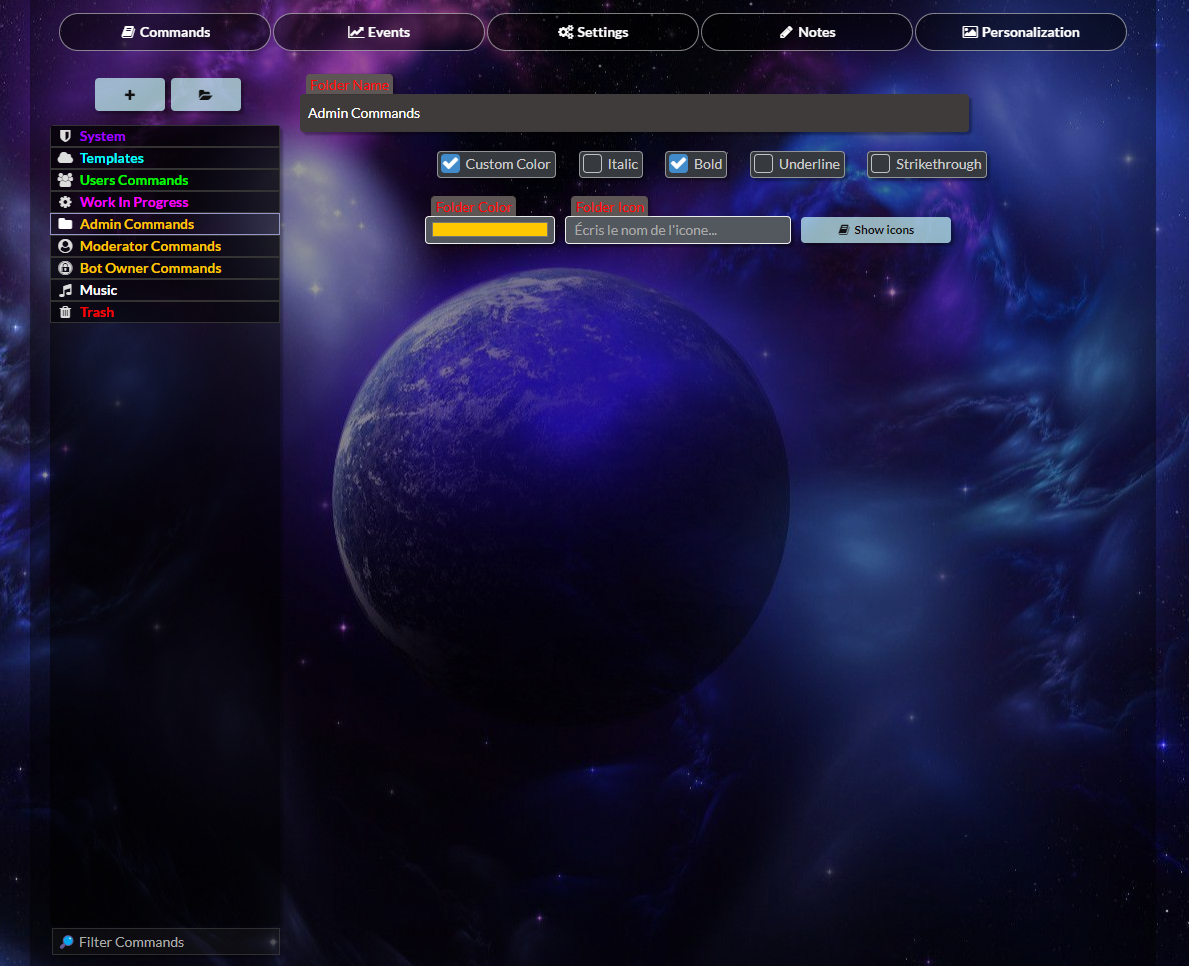 Commands
Events
Settings
Notes
Personalization
+
Folder Name
Admin Commands
System
Templates
Users Commands
Work In Progress
Admin Commands
Moderator Commands
Bot Owner Commands
Music
Trash
Custom Color
Italic
Bold
Underline
Strikethrough
Folder Color
Folder Icon
Écris le nom de l'icone...
Show icons
Filter Commands